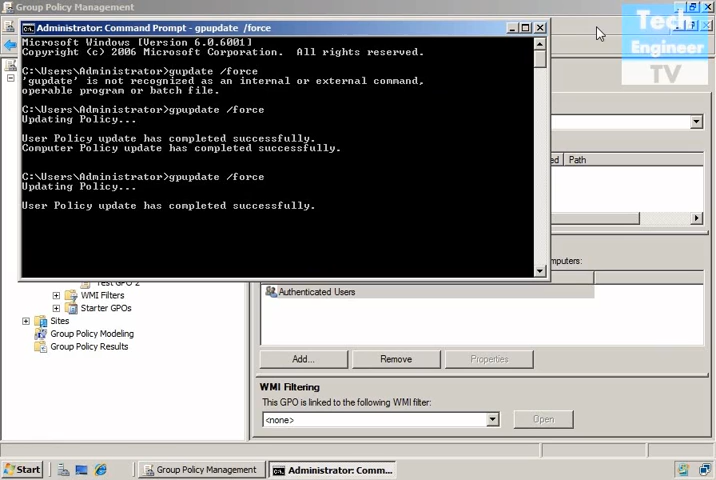 Group Policy Management
Tech
Engineer
TV
Administrator: Command Prompt - gpupdate /force
Microsoft Windows [Version 6.0.6001]
Copyright (c) 2006 Microsoft Corporation. All rights reserved.
C:\Users\Administrator>gupdate /force
'gupdate' is not recognized as an internal or external command,
operable program or batch file.
C:\Users\Administrator>gpupdate /force
Updating Policy...
User Policy update has completed successfully.
Computer Policy update has completed successfully.
C:\Users\Administrator>gpupdate /force
Updating Policy...
User Policy update has completed successfully.
ed
Path
mputers:
Test GPO 2
WMI Filters
Starter GPOs
Sites
Group Policy Modeling
Group Policy Results
Authenticated Users
Add...
Remove
Properties
WMI Filtering
This GPO is linked to the following WMI filter:
<none>
Open
Start
Group Policy Management
Administrator: Comm...